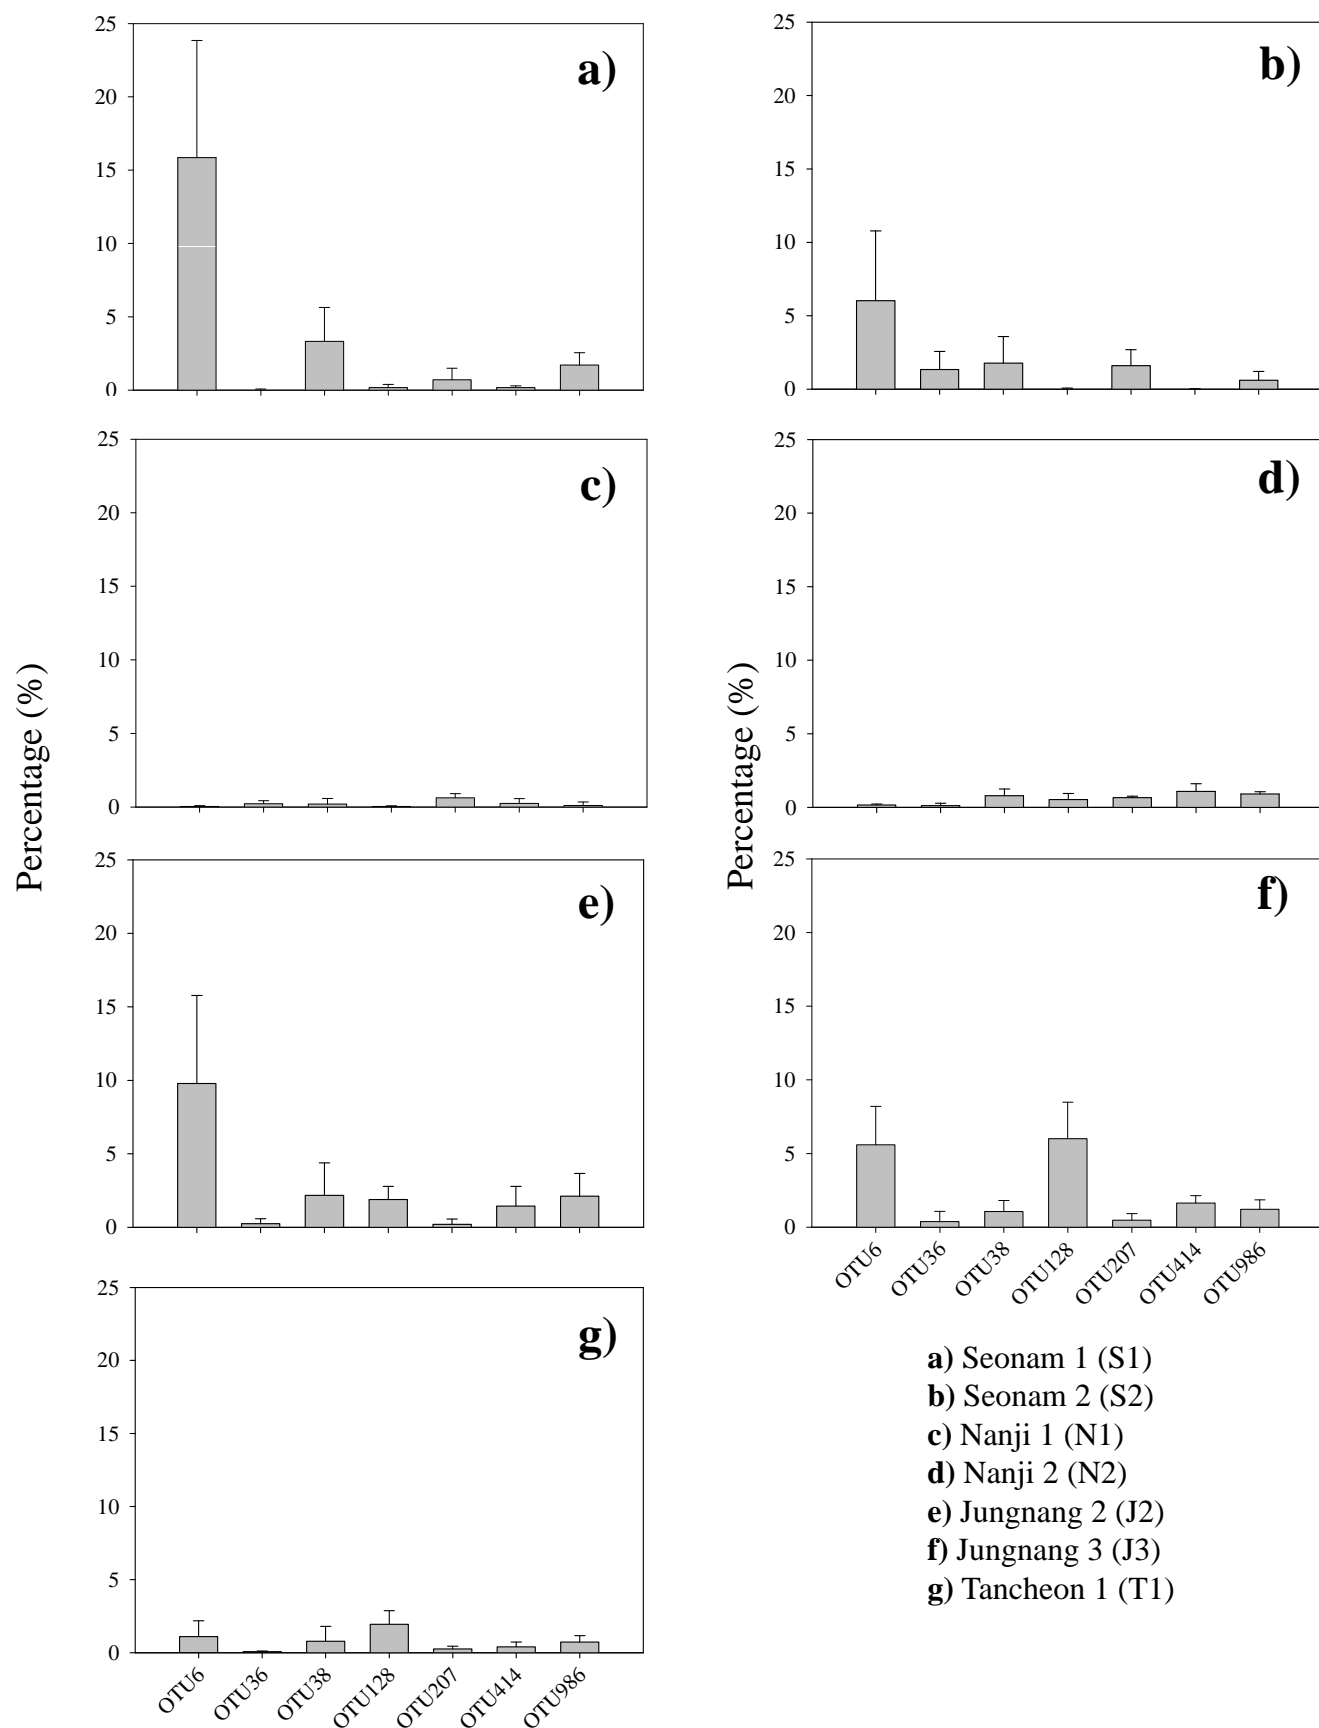 25
20
15
10
5
0
a)
25
20
15
10
5
0
b)
25
20
15
10
5
0
c)
25
20
15
10
5
0
d)
Percentage (%)
Percentage (%)
25
20
15
10
5
0
e)
25
20
15
10
5
0
f)
OTU6
OTU36
OTU38
OTU128
OTU207
OTU414
OTU986
25
20
15
10
5
0
g)
OTU6
OTU36
OTU38
OTU128
OTU207
OTU414
OTU986
a) Seonam 1 (S1)
b) Seonam 2 (S2)
c) Nanji 1 (N1)
d) Nanji 2 (N2)
e) Jungnang 2 (J2)
f) Jungnang 3 (J3)
g) Tancheon 1 (T1)